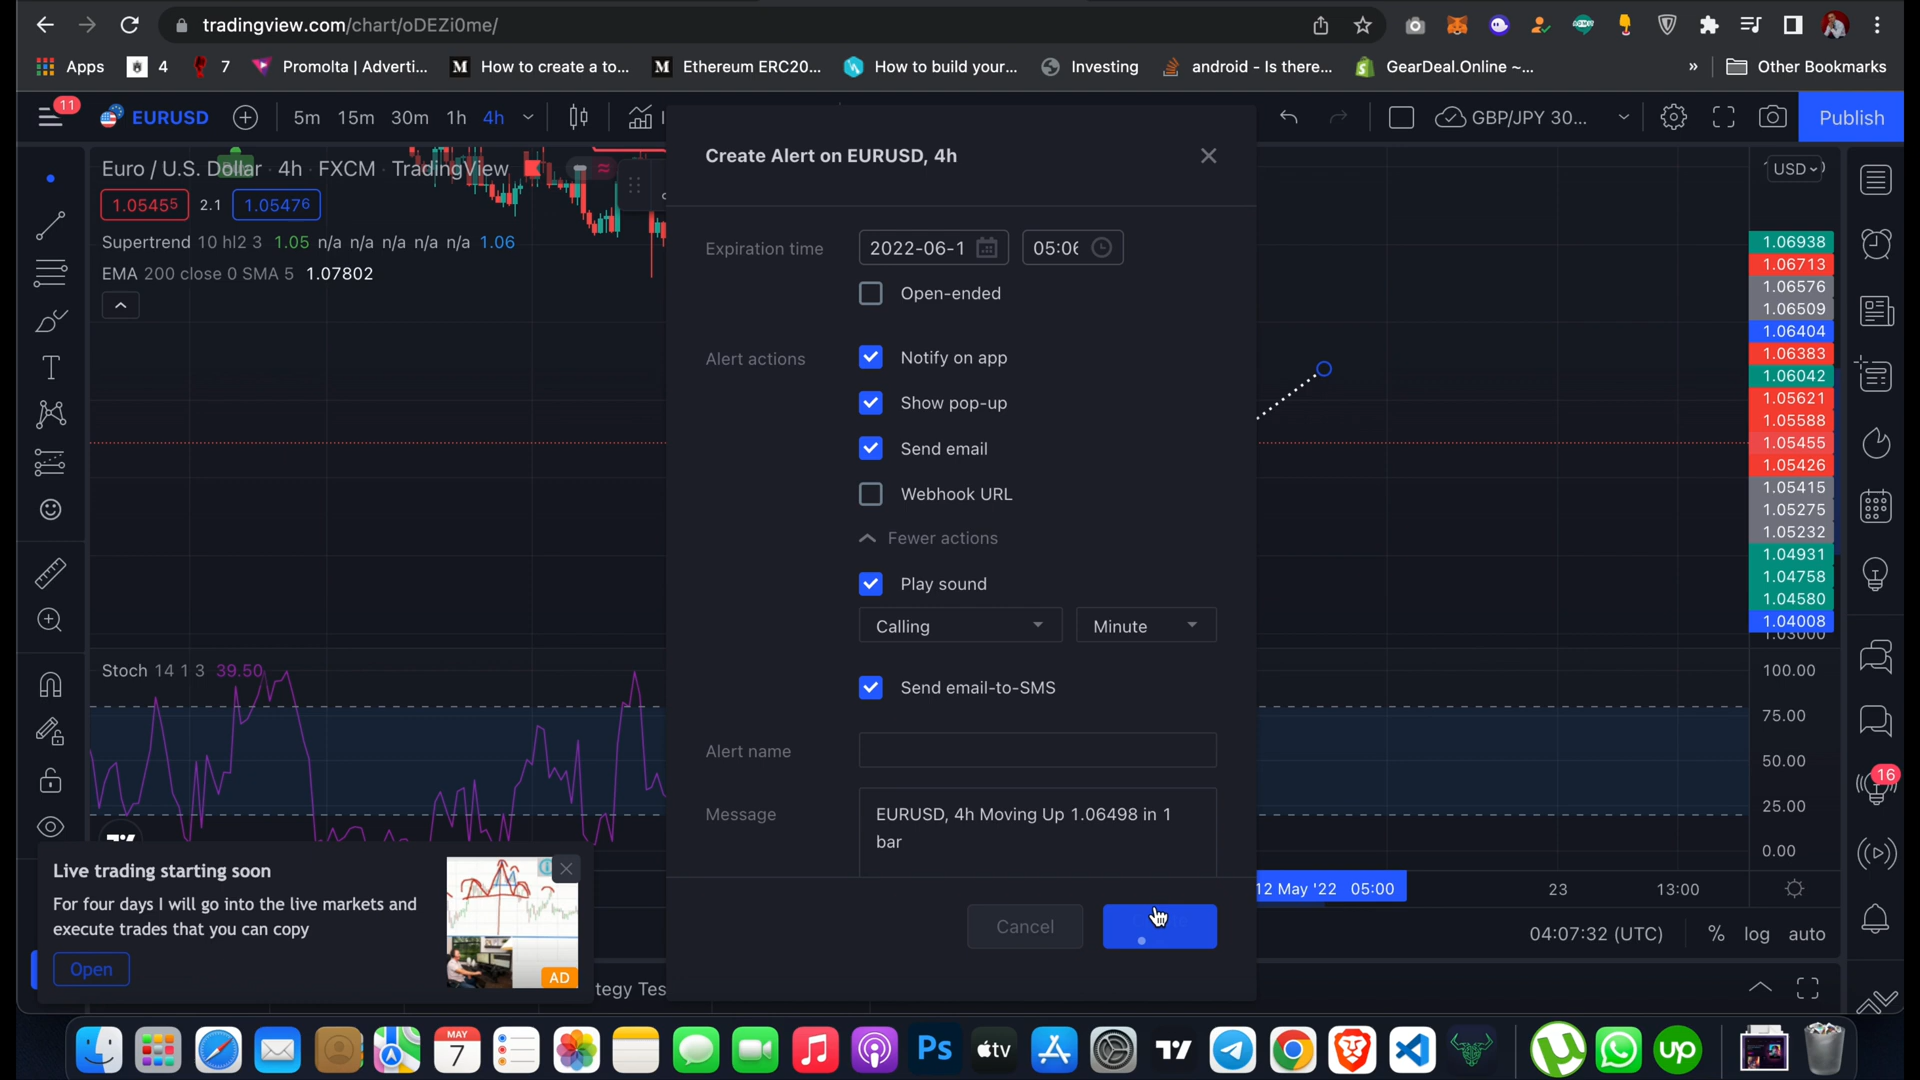 tradingview.com/chart/oDEZi0me/
Apps 4 7 Promolta | Adverti... How to create a to... Ethereum ERC20... How to build your... Investing android - Is there... GearDeal.Online ~... » Other Bookmarks
11 EURUSD 5m 15m 30m 1h 4h GBP/JPY 30... Publish
Euro / U.S. Dollar · 4h · FXCM · TradingView
USD
1.05455 2.1 1.05476
Supertrend 10 hl2 3 1.05 n/a n/a n/a n/a n/a 1.06
EMA 200 close 0 SMA 5 1.07802
Create Alert on EURUSD, 4h
Expiration time 2022-06-1 05:06
Open-ended
Alert actions
Notify on app
Show pop-up
Send email
Webhook URL
Fewer actions
Play sound
Calling Minute
Send email-to-SMS
Alert name
Message
EURUSD, 4h Moving Up 1.06498 in 1
bar
Cancel
1.06938
1.06713
1.06576
1.06509
1.06404
1.06383
1.06042
1.05621
1.05588
1.05455
1.05426
1.05415
1.05275
1.05232
1.04931
1.04758
1.04580
1.04008
1.03000
Stoch 14 1 3 39.50
100.00
75.00
50.00
25.00
0.00
16
12 May '22 05:00 23 13:00
04:07:32 (UTC) % log auto
Live trading starting soon
For four days I will go into the live markets and
execute trades that you can copy
Open
AD
tegy Tes
MAY
7
Ps
tv
up